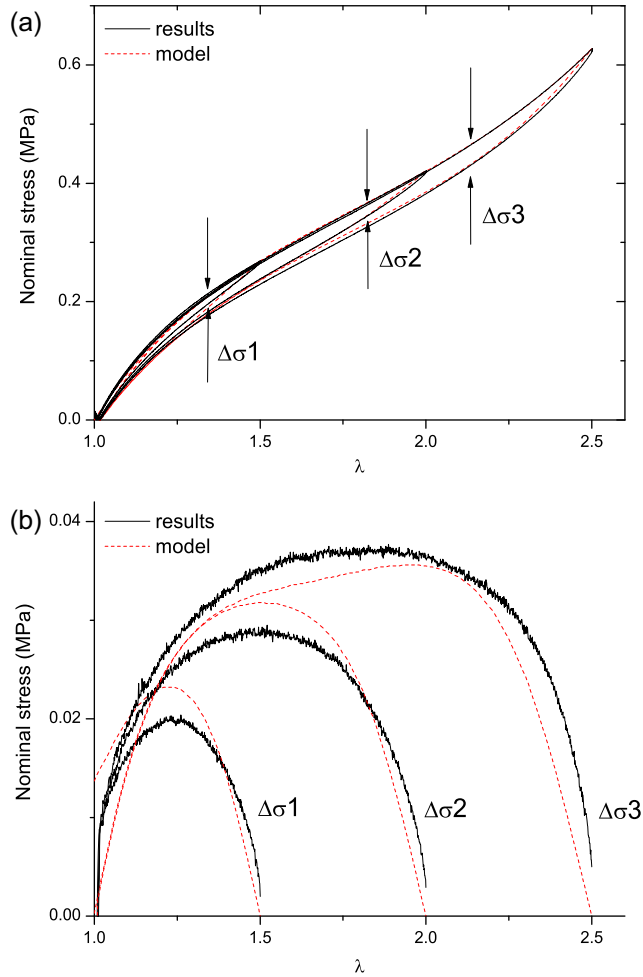 (a)
results
model
Nominal stress (MPa)
0.6
0.4
0.2
0.0
Δσ3
Δσ2
Δσ1
1.0 1.5 2.0 2.5
λ
(b)
results
model
Nominal stress (MPa)
0.04
0.02
0.00
Δσ1 Δσ2 Δσ3
1.0 1.5 2.0 2.5
λ